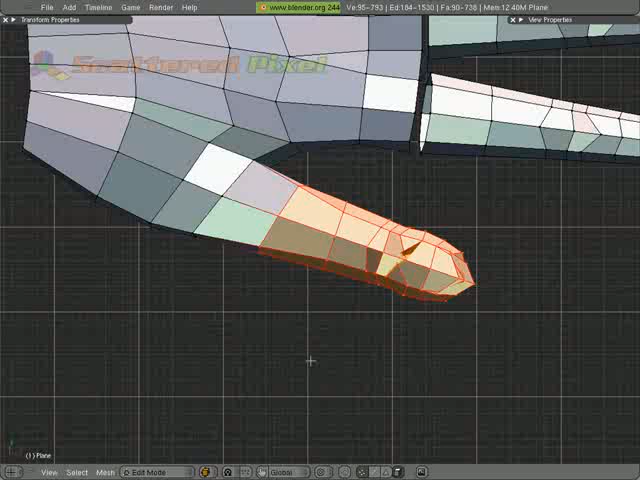 File Add Timeline Game Render Help www.blender.org 244 Ve:95-793 | Ed:184-1530 | Fa:90-738 | Mem:12.40M Plane
Transform Properties View Properties
Shattered Pixel
(1) Plane
View Select Mesh Edit Mode Global